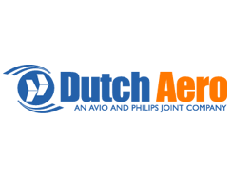 Dutch Aero
AN AVIO AND PHILIPS JOINT COMPANY